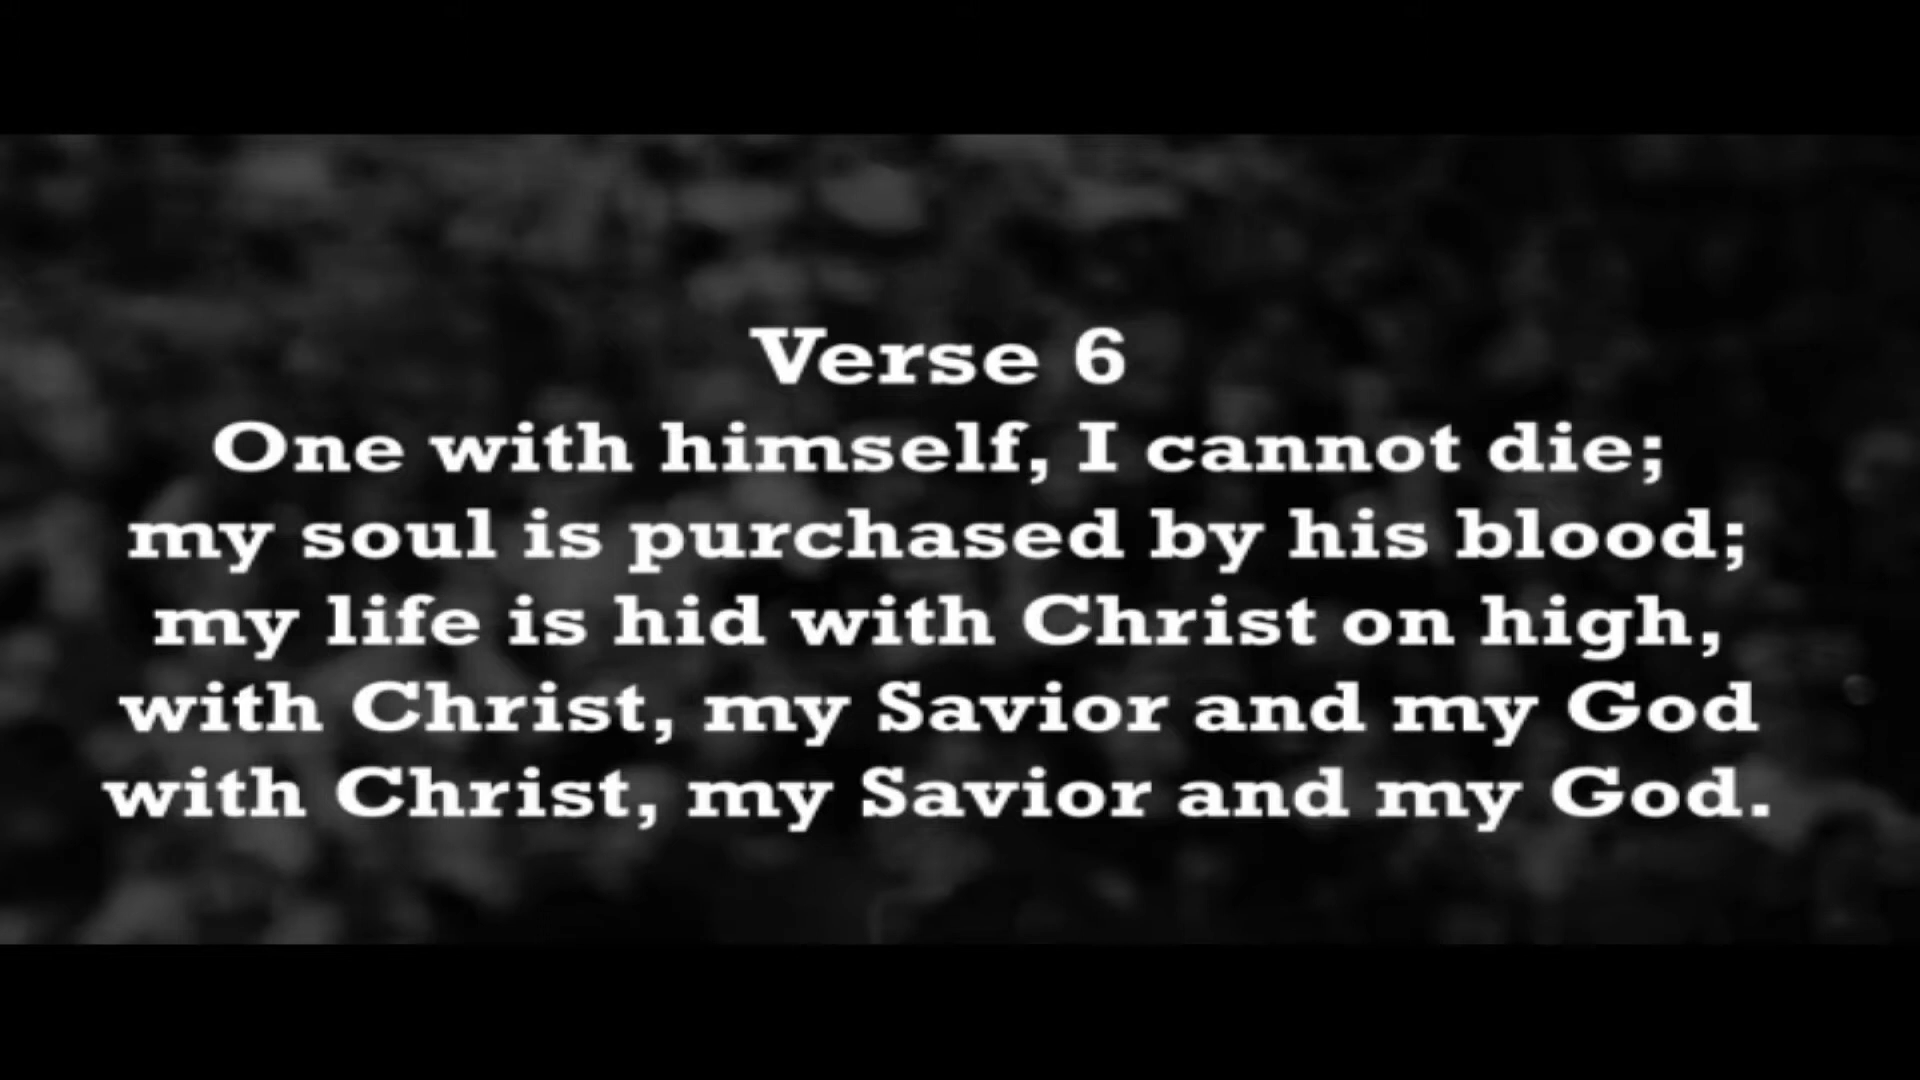 Verse 6
One with himself, I cannot die;
my soul is purchased by his blood;
my life is hid with Christ on high,
with Christ, my Savior and my God
with Christ, my Savior and my God.